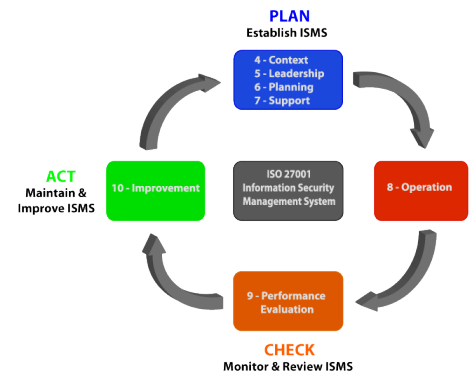 PLAN
Establish ISMS
4 - Context
5 - Leadership
6 - Planning
7 - Support
ACT
Maintain &
Improve ISMS
10 - Improvement
ISO 27001
Information Security
Management System
8 - Operation
9 - Performance
Evaluation
CHECK
Monitor & Review ISMS